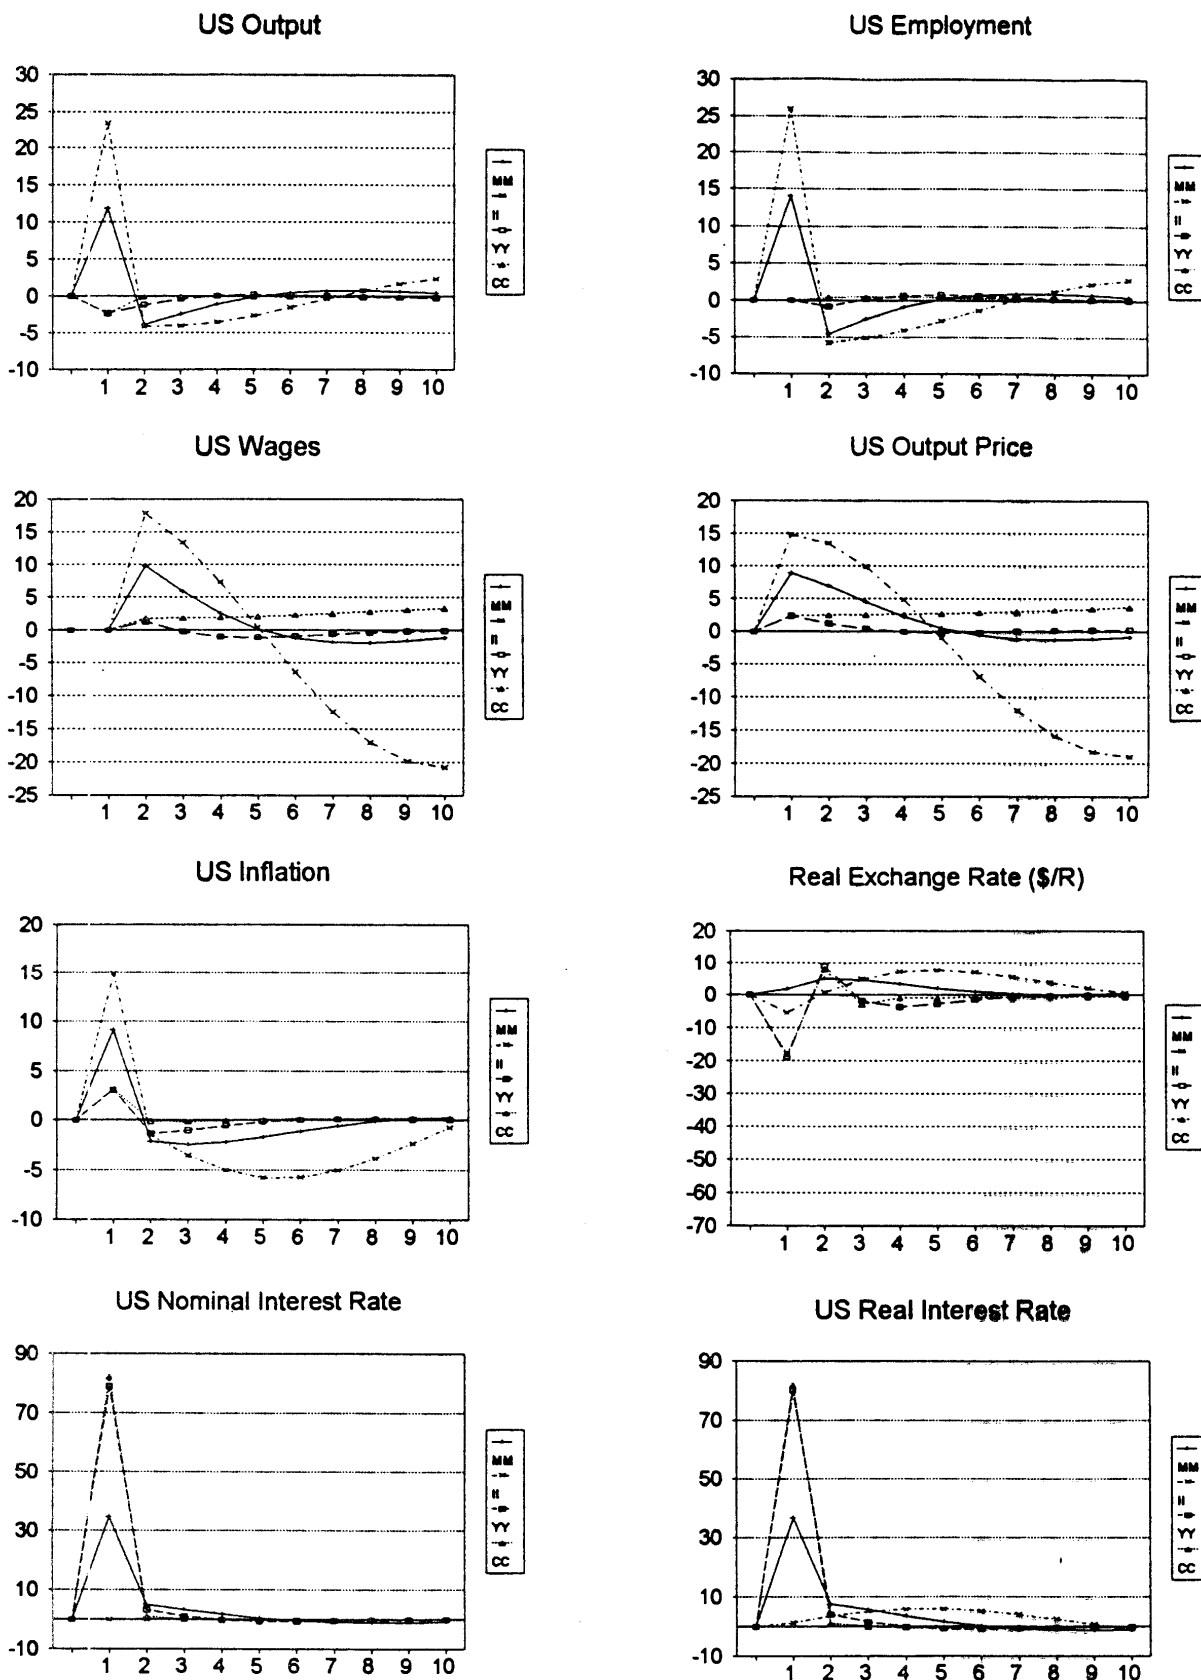 US Output
30
25
20
15
10
5
0
-5
-10
1 2 3 4 5 6 7 8 9 10
MM
II
YY
CC
US Employment
30
25
20
15
10
5
0
-5
-10
1 2 3 4 5 6 7 8 9 10
MM
II
YY
CC
US Wages
20
15
10
5
0
-5
-10
-15
-20
-25
1 2 3 4 5 6 7 8 9 10
MM
II
YY
CC
US Output Price
20
15
10
5
0
-5
-10
-15
-20
-25
1 2 3 4 5 6 7 8 9 10
MM
II
YY
CC
US Inflation
20
15
10
5
0
-5
-10
1 2 3 4 5 6 7 8 9 10
MM
II
YY
CC
Real Exchange Rate ($/R)
20
10
0
-10
-20
-30
-40
-50
-60
-70
1 2 3 4 5 6 7 8 9 10
MM
II
YY
CC
US Nominal Interest Rate
90
70
50
30
10
-10
1 2 3 4 5 6 7 8 9 10
MM
II
YY
CC
US Real Interest Rate
90
70
50
30
10
-10
1 2 3 4 5 6 7 8 9 10
MM
II
YY
CC